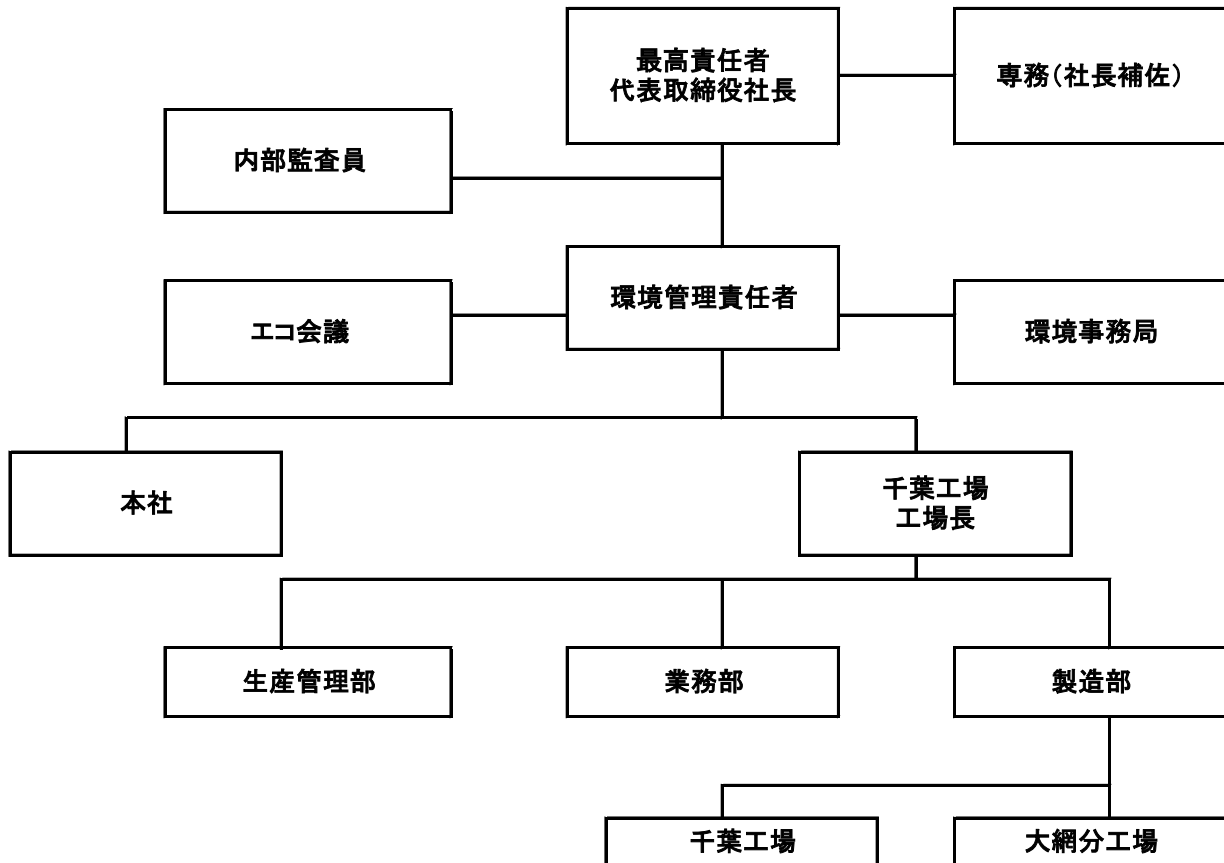 最高責任者
代表取締役社長
専務(社長補佐)
内部監査員
環境管理責任者
エコ会議
環境事務局
本社
千葉工場
工場長
生産管理部
業務部
製造部
千葉工場
大網分工場